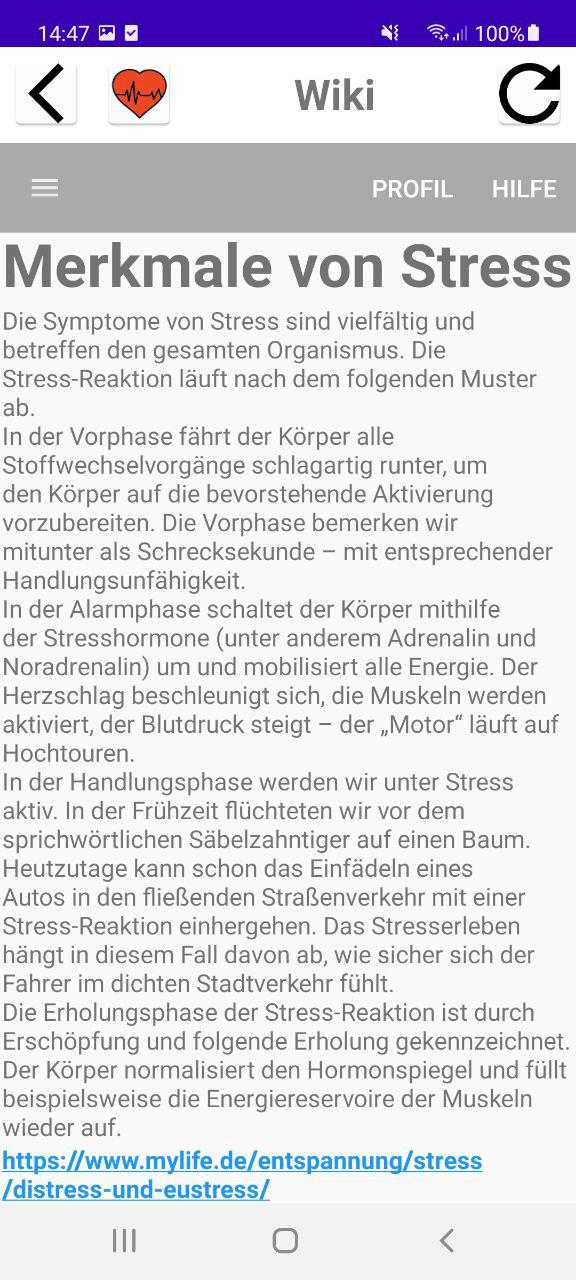 14:47
100%
Wiki
PROFIL HILFE
Merkmale von Stress
Die Symptome von Stress sind vielfältig und
betreffen den gesamten Organismus. Die
Stress-Reaktion läuft nach dem folgenden Muster
ab.
In der Vorphase fährt der Körper alle
Stoffwechselvorgänge schlagartig runter, um
den Körper auf die bevorstehende Aktivierung
vorzubereiten. Die Vorphase bemerken wir
mitunter als Schrecksekunde – mit entsprechender
Handlungsunfähigkeit.
In der Alarmphase schaltet der Körper mithilfe
der Stresshormone (unter anderem Adrenalin und
Noradrenalin) um und mobilisiert alle Energie. Der
Herzschlag beschleunigt sich, die Muskeln werden
aktiviert, der Blutdruck steigt – der „Motor“ läuft auf
Hochtouren.
In der Handlungsphase werden wir unter Stress
aktiv. In der Frühzeit flüchteten wir vor dem
sprichwörtlichen Säbelzahntiger auf einen Baum.
Heutzutage kann schon das Einfädeln eines
Autos in den fließenden Straßenverkehr mit einer
Stress-Reaktion einhergehen. Das Stresserleben
hängt in diesem Fall davon ab, wie sicher sich der
Fahrer im dichten Stadtverkehr fühlt.
Die Erholungsphase der Stress-Reaktion ist durch
Erschöpfung und folgende Erholung gekennzeichnet.
Der Körper normalisiert den Hormonspiegel und füllt
beispielsweise die Energiereservoire der Muskeln
wieder auf.
https://www.mylife.de/entspannung/stress
/distress-und-eustress/